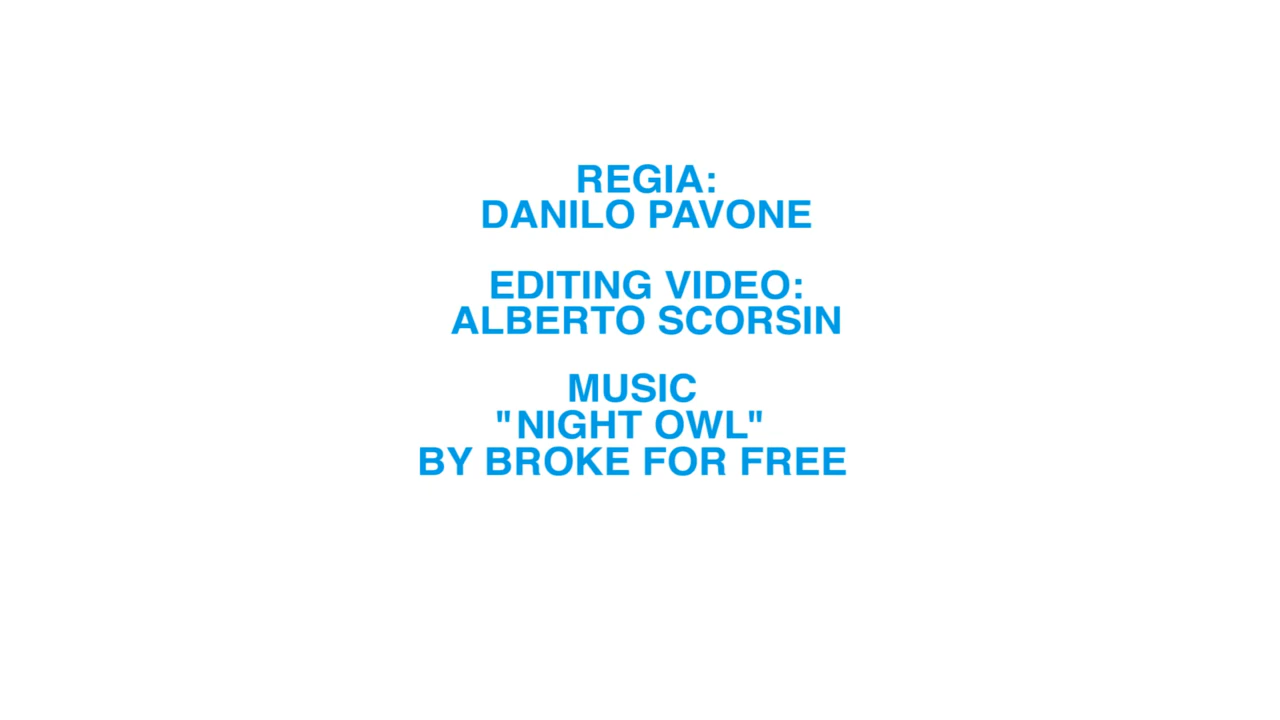 REGIA:
DANILO PAVONE
EDITING VIDEO:
ALBERTO SCORSIN
MUSIC
"NIGHT OWL"
BY BROKE FOR FREE